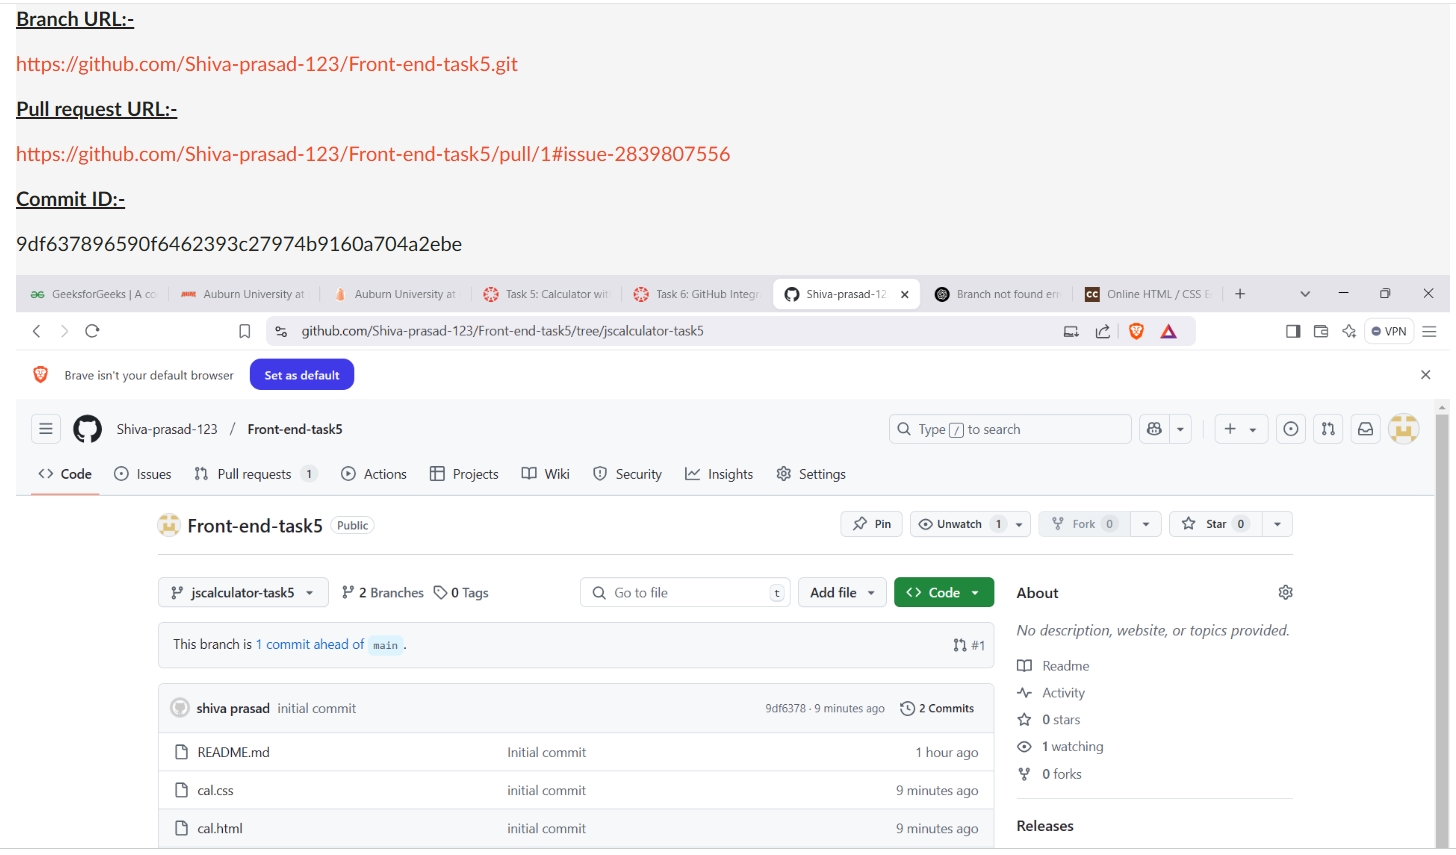 Branch URL:-
https://github.com/Shiva-prasad-123/Front-end-task5.git
Pull request URL:-
https://github.com/Shiva-prasad-123/Front-end-task5/pull/1#issue-2839807556
Commit ID:-
9df637896590f6462393c27974b9160a704a2ebe
GeeksforGeeks | A co Auburn University at Auburn University at Task 5: Calculator wit Task 6: GitHub Integr Shiva-prasad-12 Branch not found err Online HTML / CSS E
github.com/Shiva-prasad-123/Front-end-task5/tree/jscalculator-task5 VPN
Brave isn't your default browser Set as default
Shiva-prasad-123 / Front-end-task5 Type / to search
Code Issues Pull requests 1 Actions Projects Wiki Security Insights Settings
Front-end-task5 Public Pin Unwatch 1 Fork 0 Star 0
jscalculator-task5 2 Branches 0 Tags Go to file t Add file Code About
No description, website, or topics provided.
This branch is 1 commit ahead of main . #1
Readme
Activity
shiva prasad initial commit 9df6378 · 9 minutes ago 2 Commits
0 stars
README.md Initial commit 1 hour ago
1 watching
0 forks
cal.css initial commit 9 minutes ago
cal.html initial commit 9 minutes ago
Releases